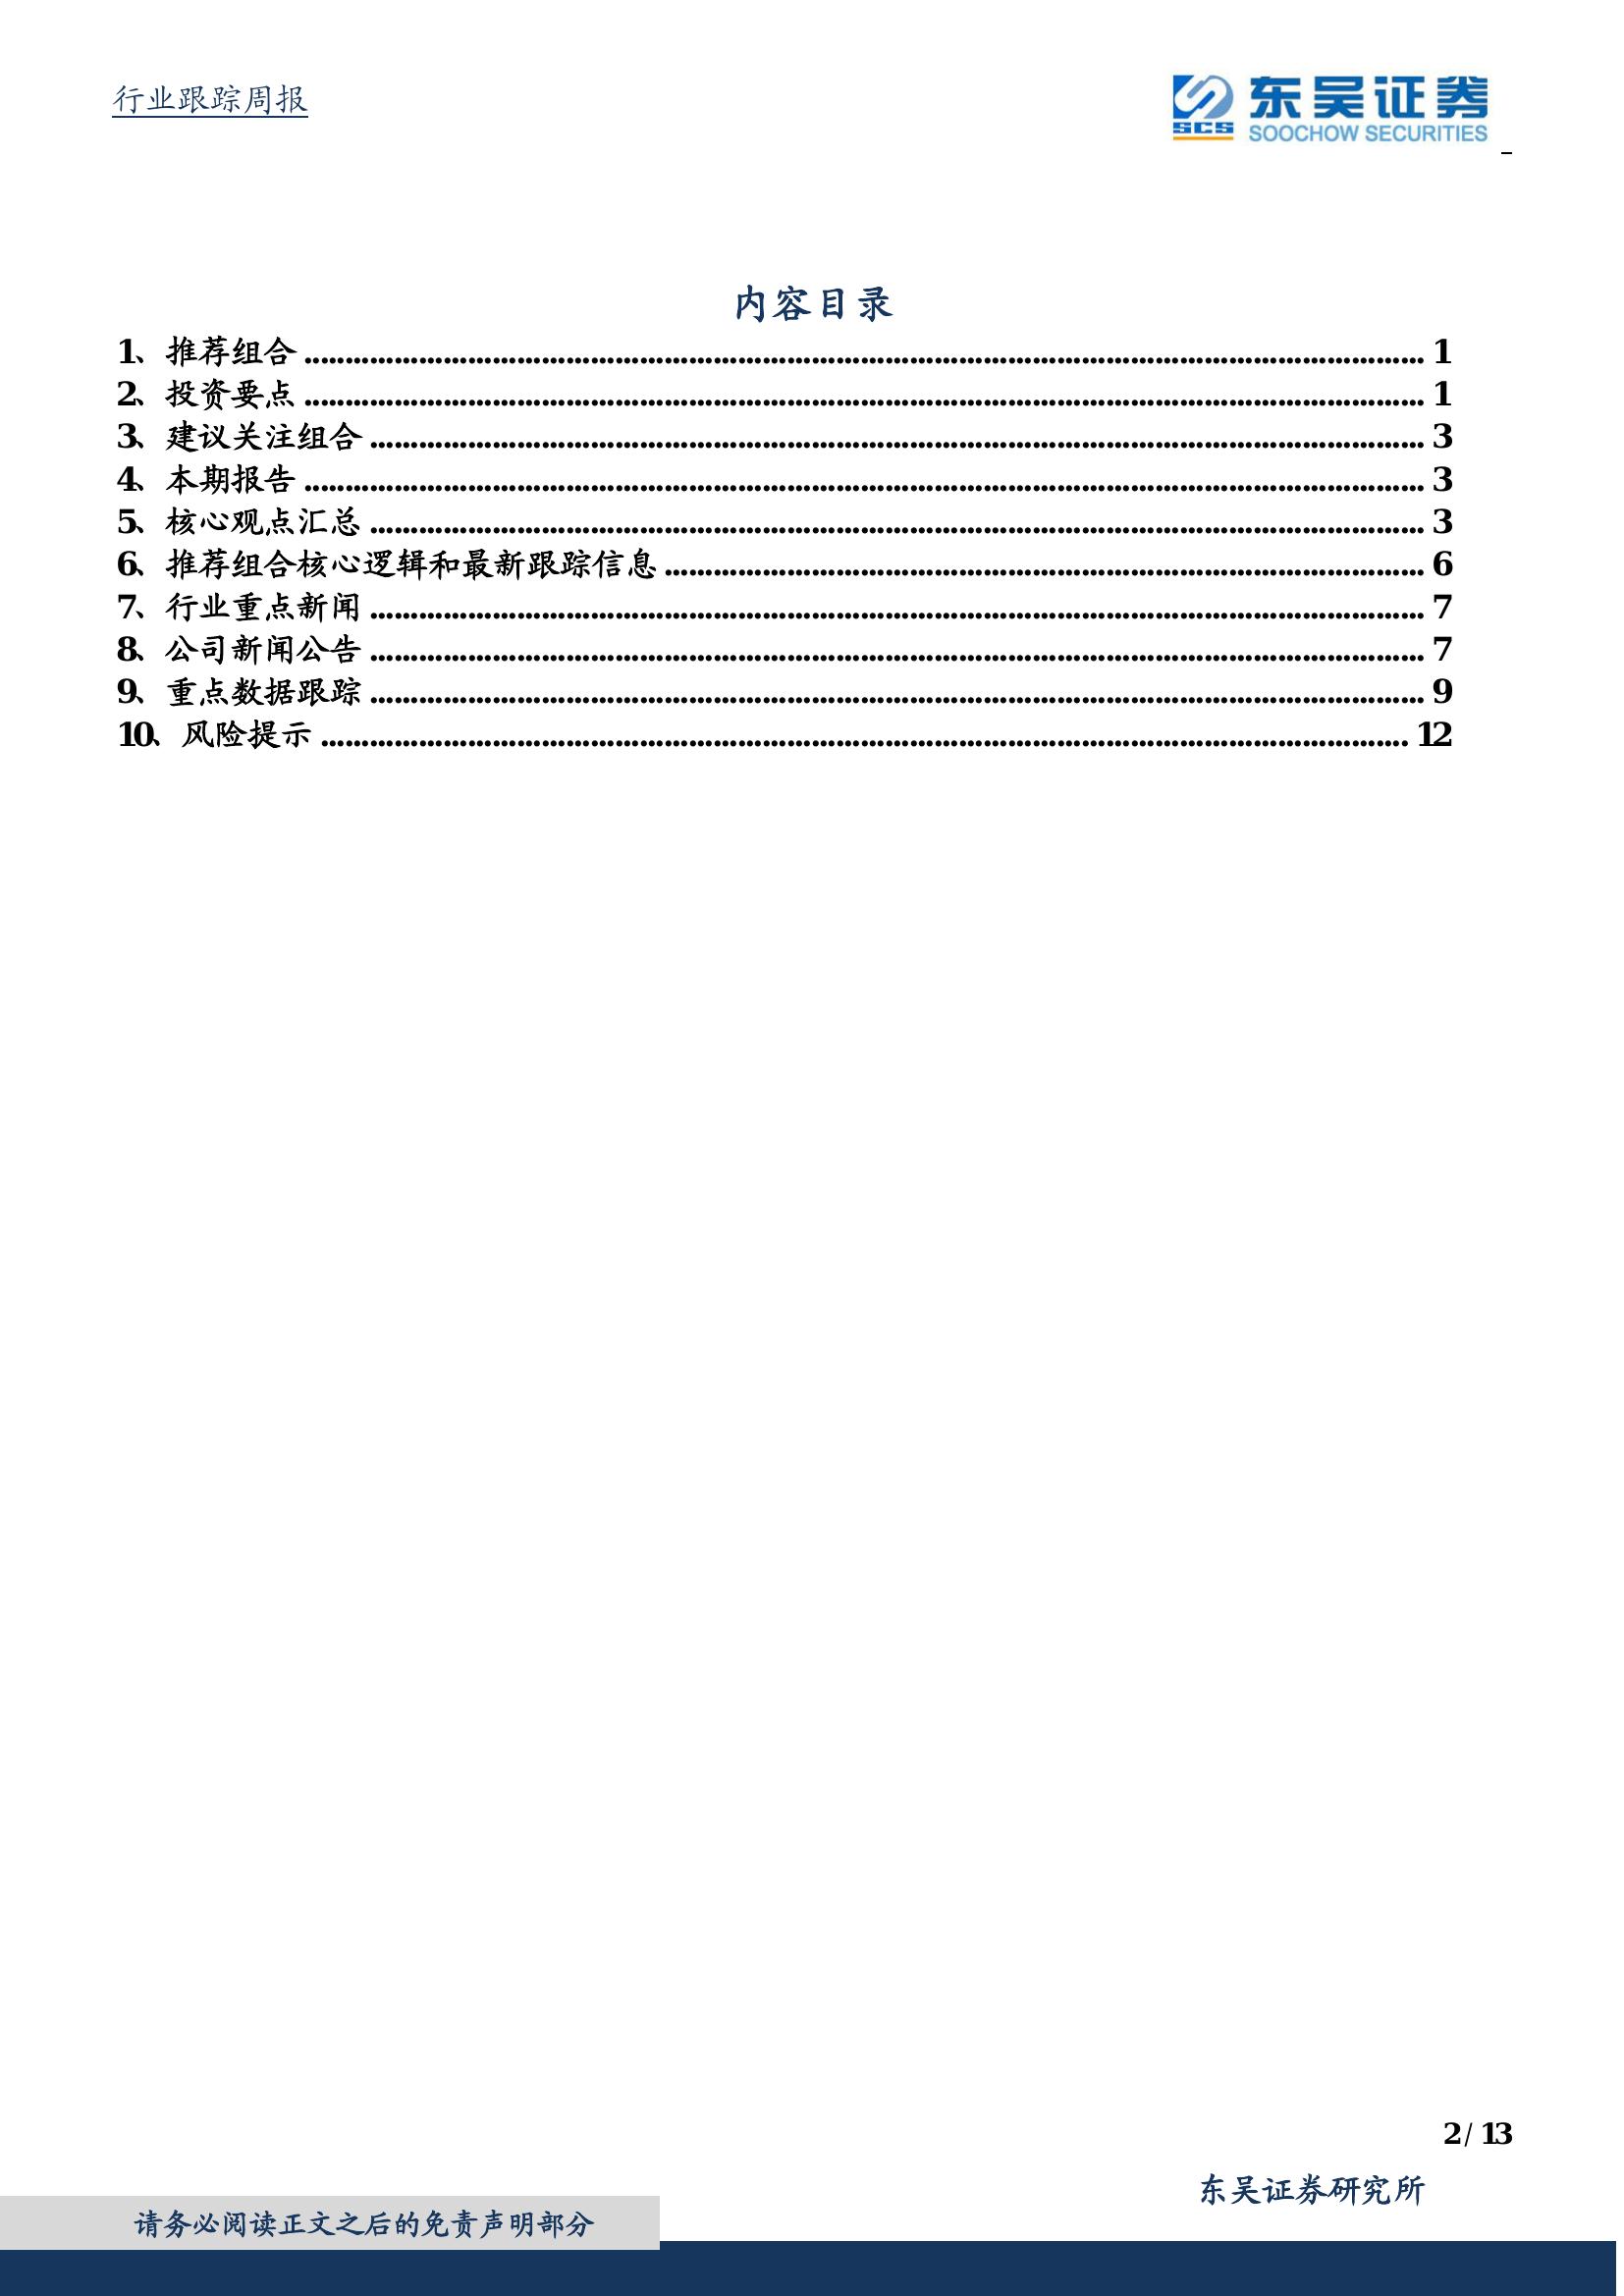 行业跟踪周报
东吴证券
SCS
SOOCHOW SECURITIES
内容目录
1、推荐组合 ........................................ 1
2、投资要点 ........................................ 1
3、建议关注组合 ........................................ 3
4、本期报告 ........................................ 3
5、核心观点汇总 ........................................ 3
6、推荐组合核心逻辑和最新跟踪信息 ........................................ 6
7、行业重点新闻 ........................................ 7
8、公司新闻公告 ........................................ 7
9、重点数据跟踪 ........................................ 9
10、风险提示 ........................................ 12
2 / 13
东吴证券研究所
请务必阅读正文之后的免责声明部分